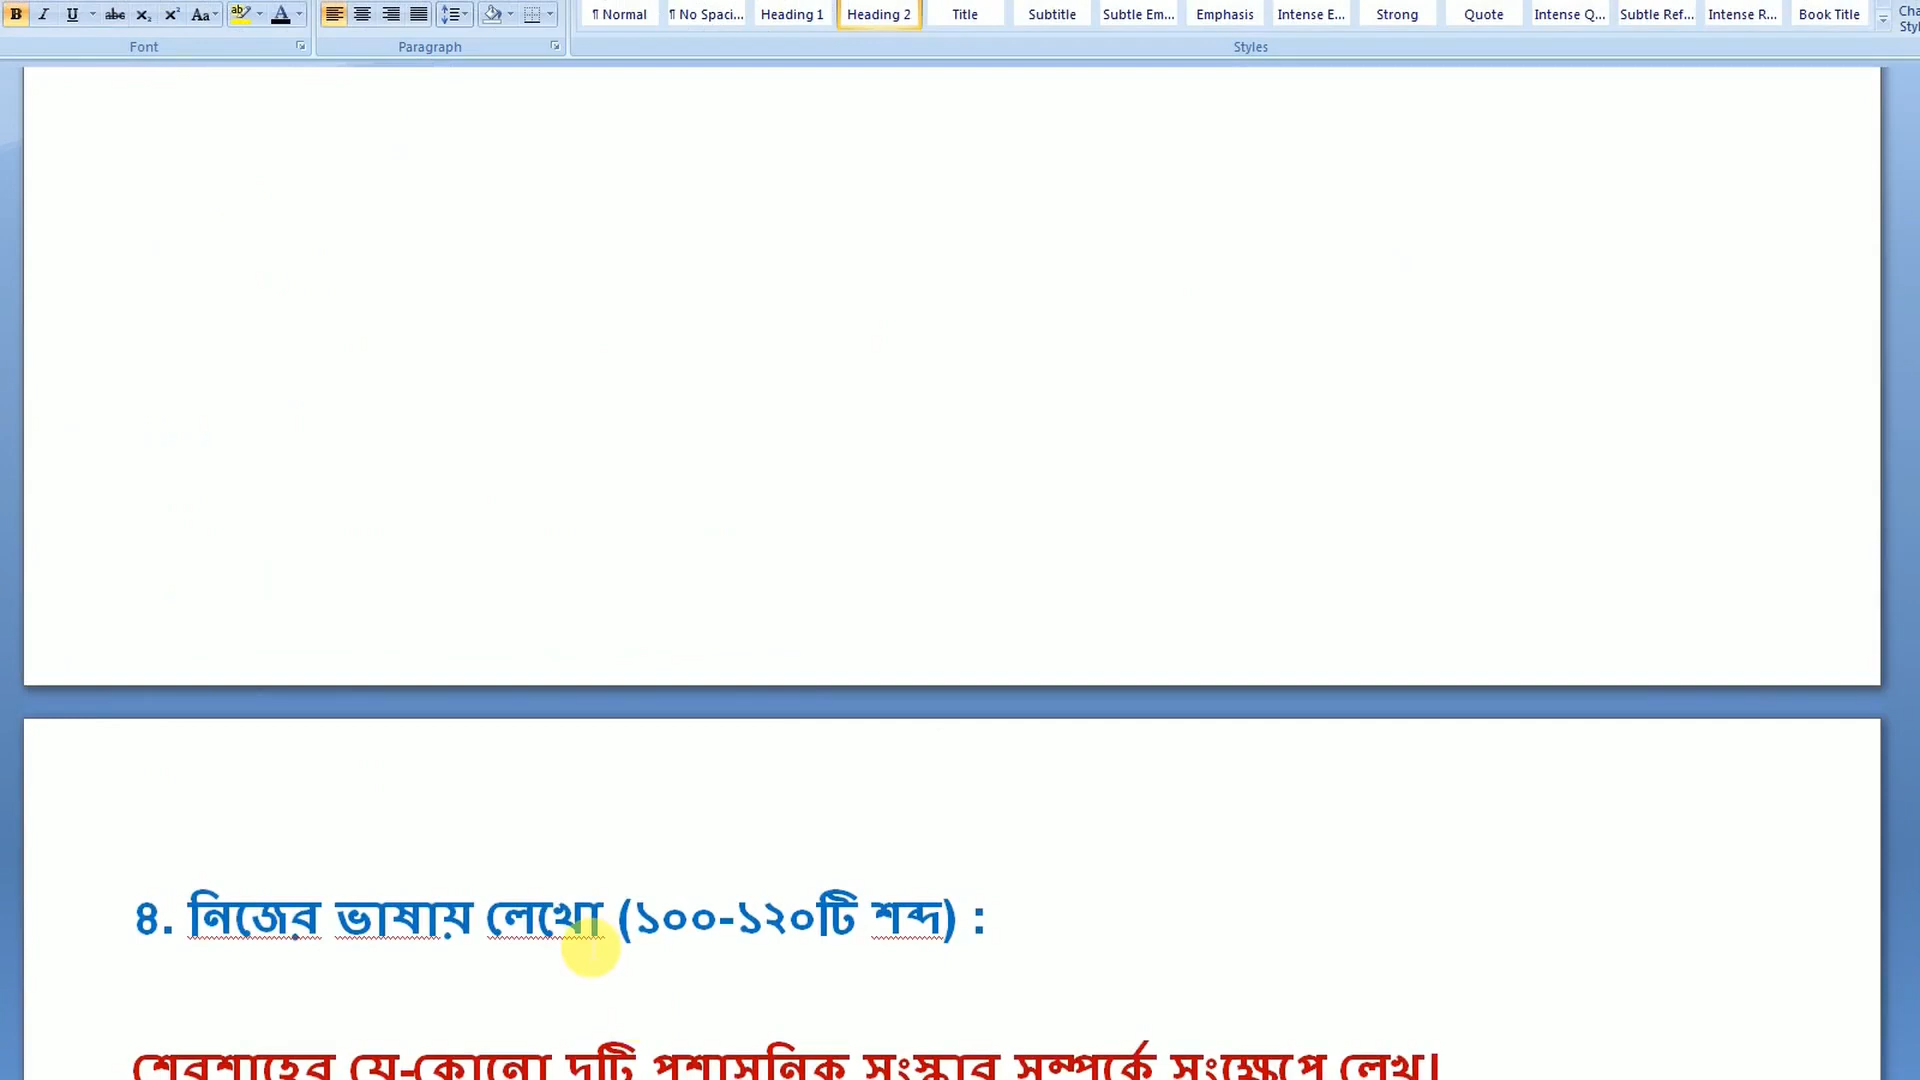 B I U abc x₂ x² Aa ab A
¶ Normal ¶ No Spaci... Heading 1 Heading 2 Title Subtitle Subtle Em... Emphasis Intense E... Strong Quote Intense Q... Subtle Ref... Intense R... Book Title
Font Paragraph Styles
৪. নিজের ভাষায় লেখো (১০০-১২০টি শব্দ) :
শেরশাহের যে-কোনো দুটি প্রশাসনিক সংস্কার সম্পর্কে সংক্ষেপে লেখ।